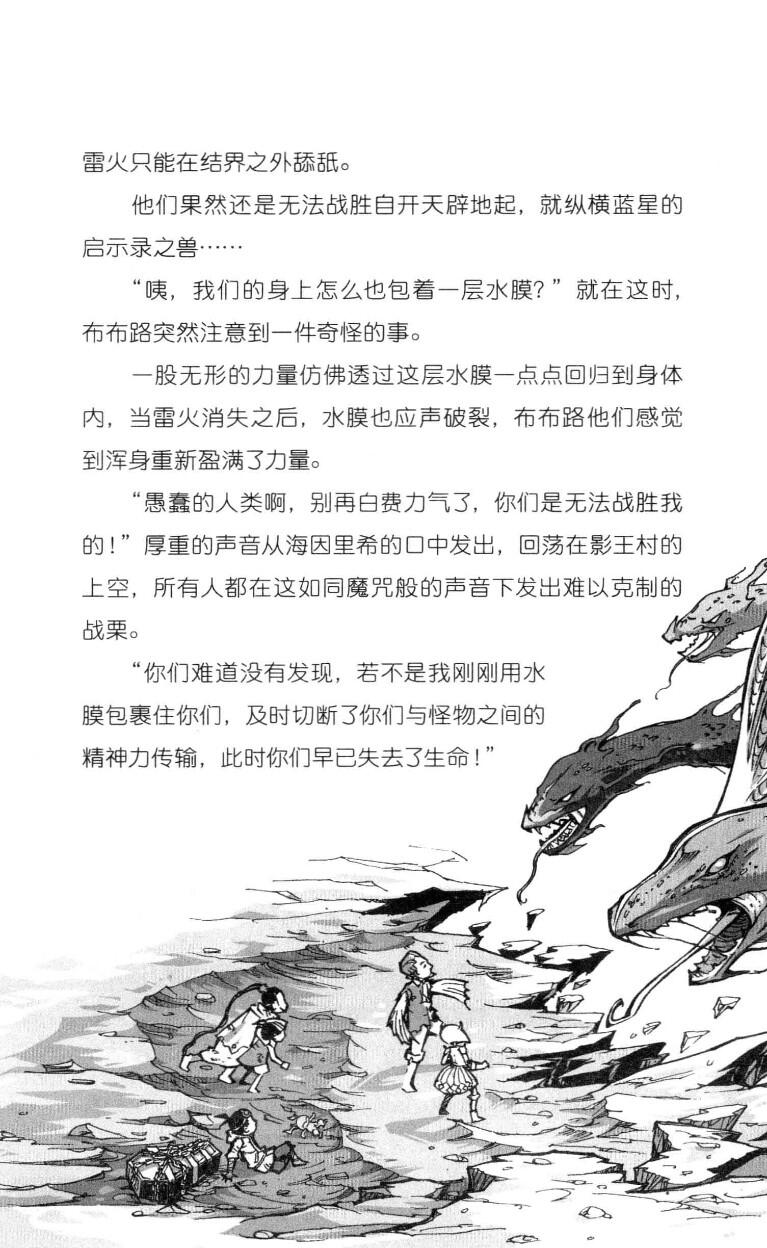 雷火只能在结界之外舔舐。
他们果然还是无法战胜自开天辟地起，就纵横蓝星的
启示录之兽……
“咦，我们的身上怎么也包着一层水膜？”就在这时，
布布路突然注意到一件奇怪的事。
一股无形的力量仿佛透过这层水膜一点点回归到身体
内，当雷火消失之后，水膜也应声破裂，布布路他们感觉
到浑身重新盈满了力量。
“愚蠢的人类啊，别再白费力气了，你们是无法战胜我
的！”厚重的声音从海因里希的口中发出，回荡在影王村的
上空，所有人都在这如同魔咒般的声音下发出难以克制的
战栗。
“你们难道没有发现，若不是我刚刚用水
膜包裹住你们，及时切断了你们与怪物之间的
精神力传输，此时你们早已失去了生命！”